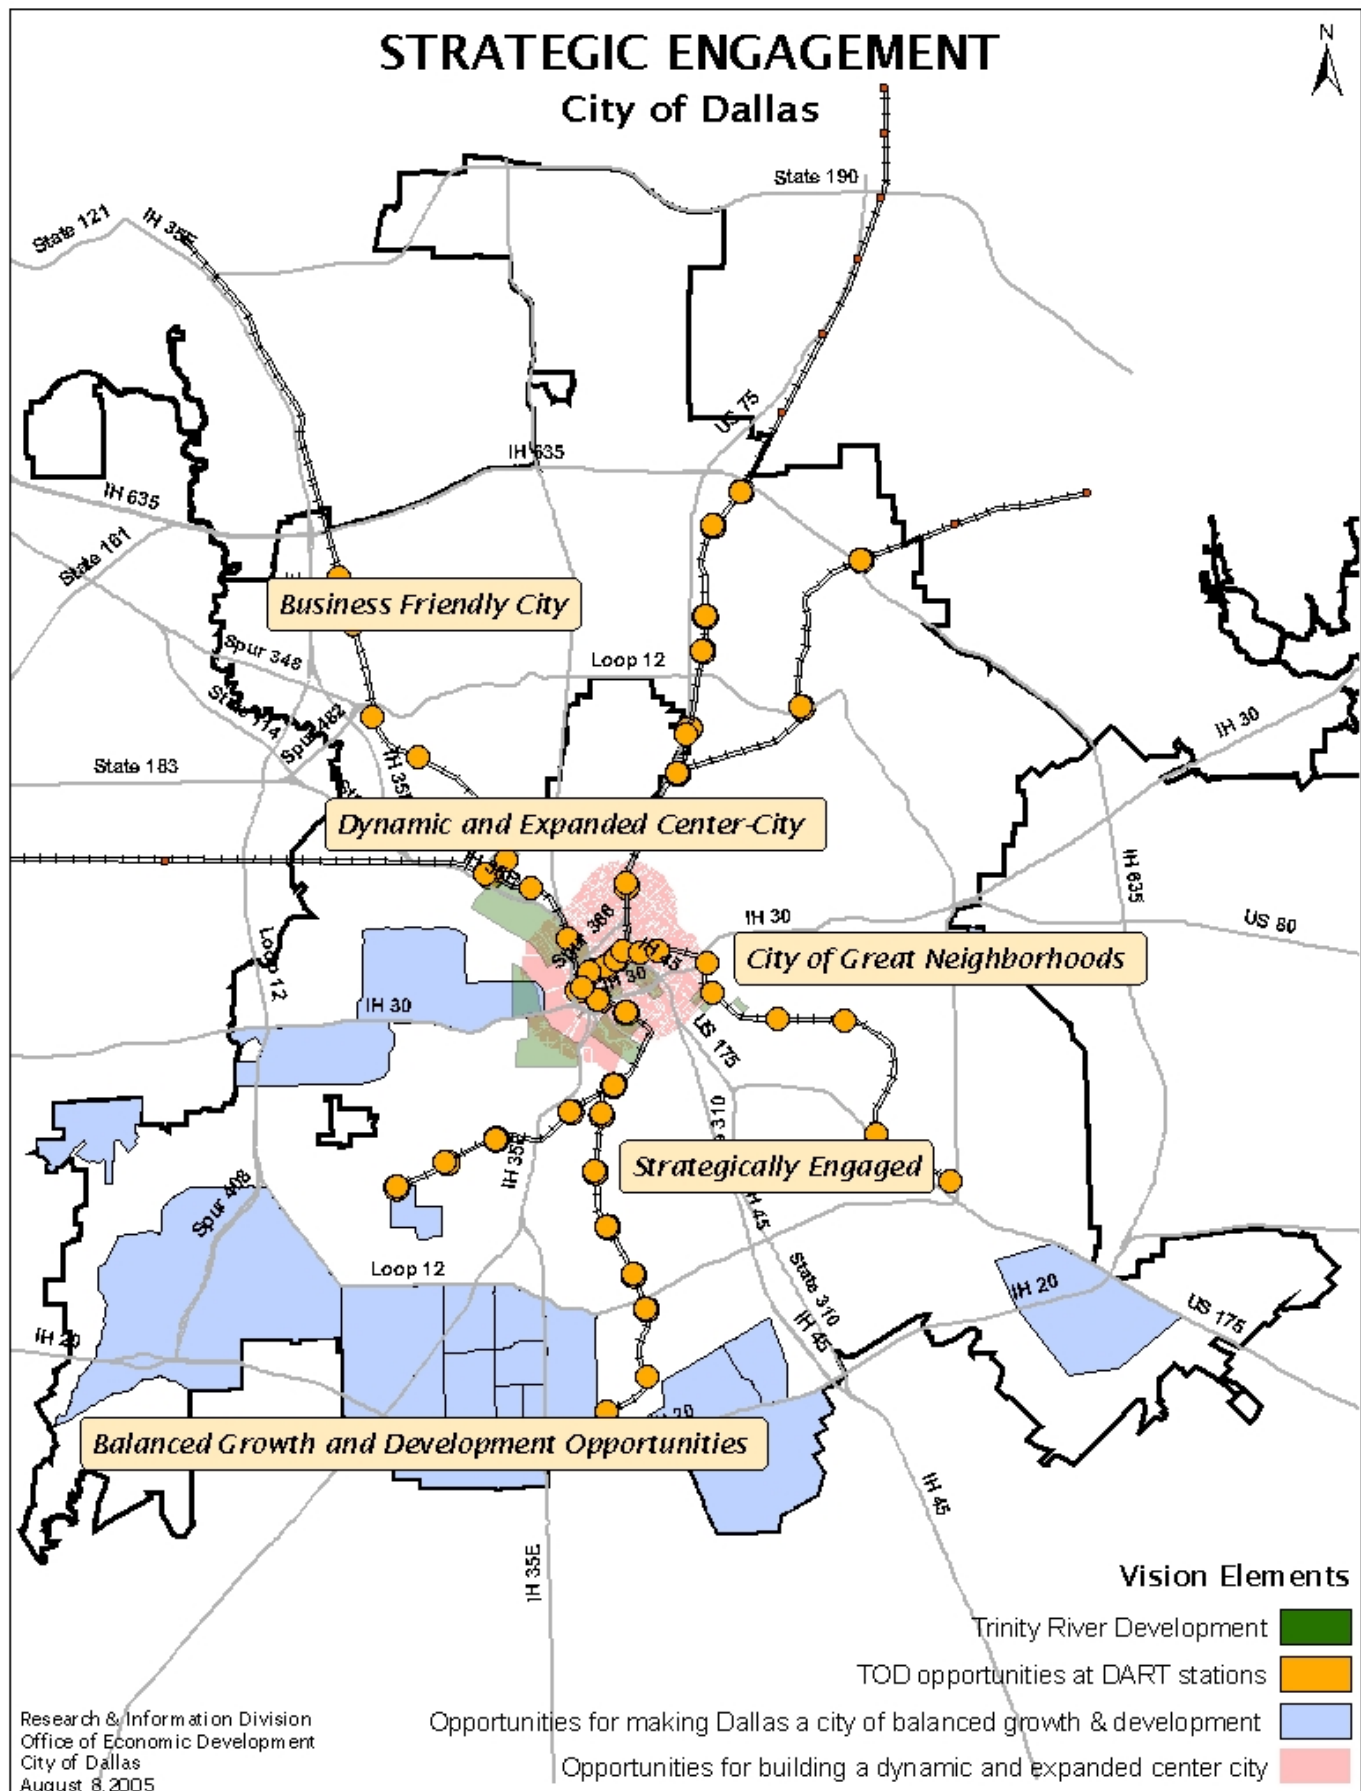 N
STRATEGIC ENGAGEMENT
City of Dallas
State 190
State 121
IH 35E
US 75
IH 635
IH 635
State 161
Business Friendly City
Spur 348
Loop 12
State 114
Spur 482
IH 30
State 183
IH 35E
Dynamic and Expanded Center-City
IH 635
Spur 366
IH 30
US 80
IH 45
City of Great Neighborhoods
Loop 12
IH 30
IH 30
US 175
310
Strategically Engaged
IH 35E
Spur 408
IH 45
Loop 12
State 310
IH 20
IH 45
US 175
IH 20
IH 20
Balanced Growth and Development Opportunities
IH 45
IH 35E
Vision Elements
Trinity River Development
TOD opportunities at DART stations
Opportunities for making Dallas a city of balanced growth & development
Opportunities for building a dynamic and expanded center city
Research & Information Division
Office of Economic Development
City of Dallas
August 8,2005